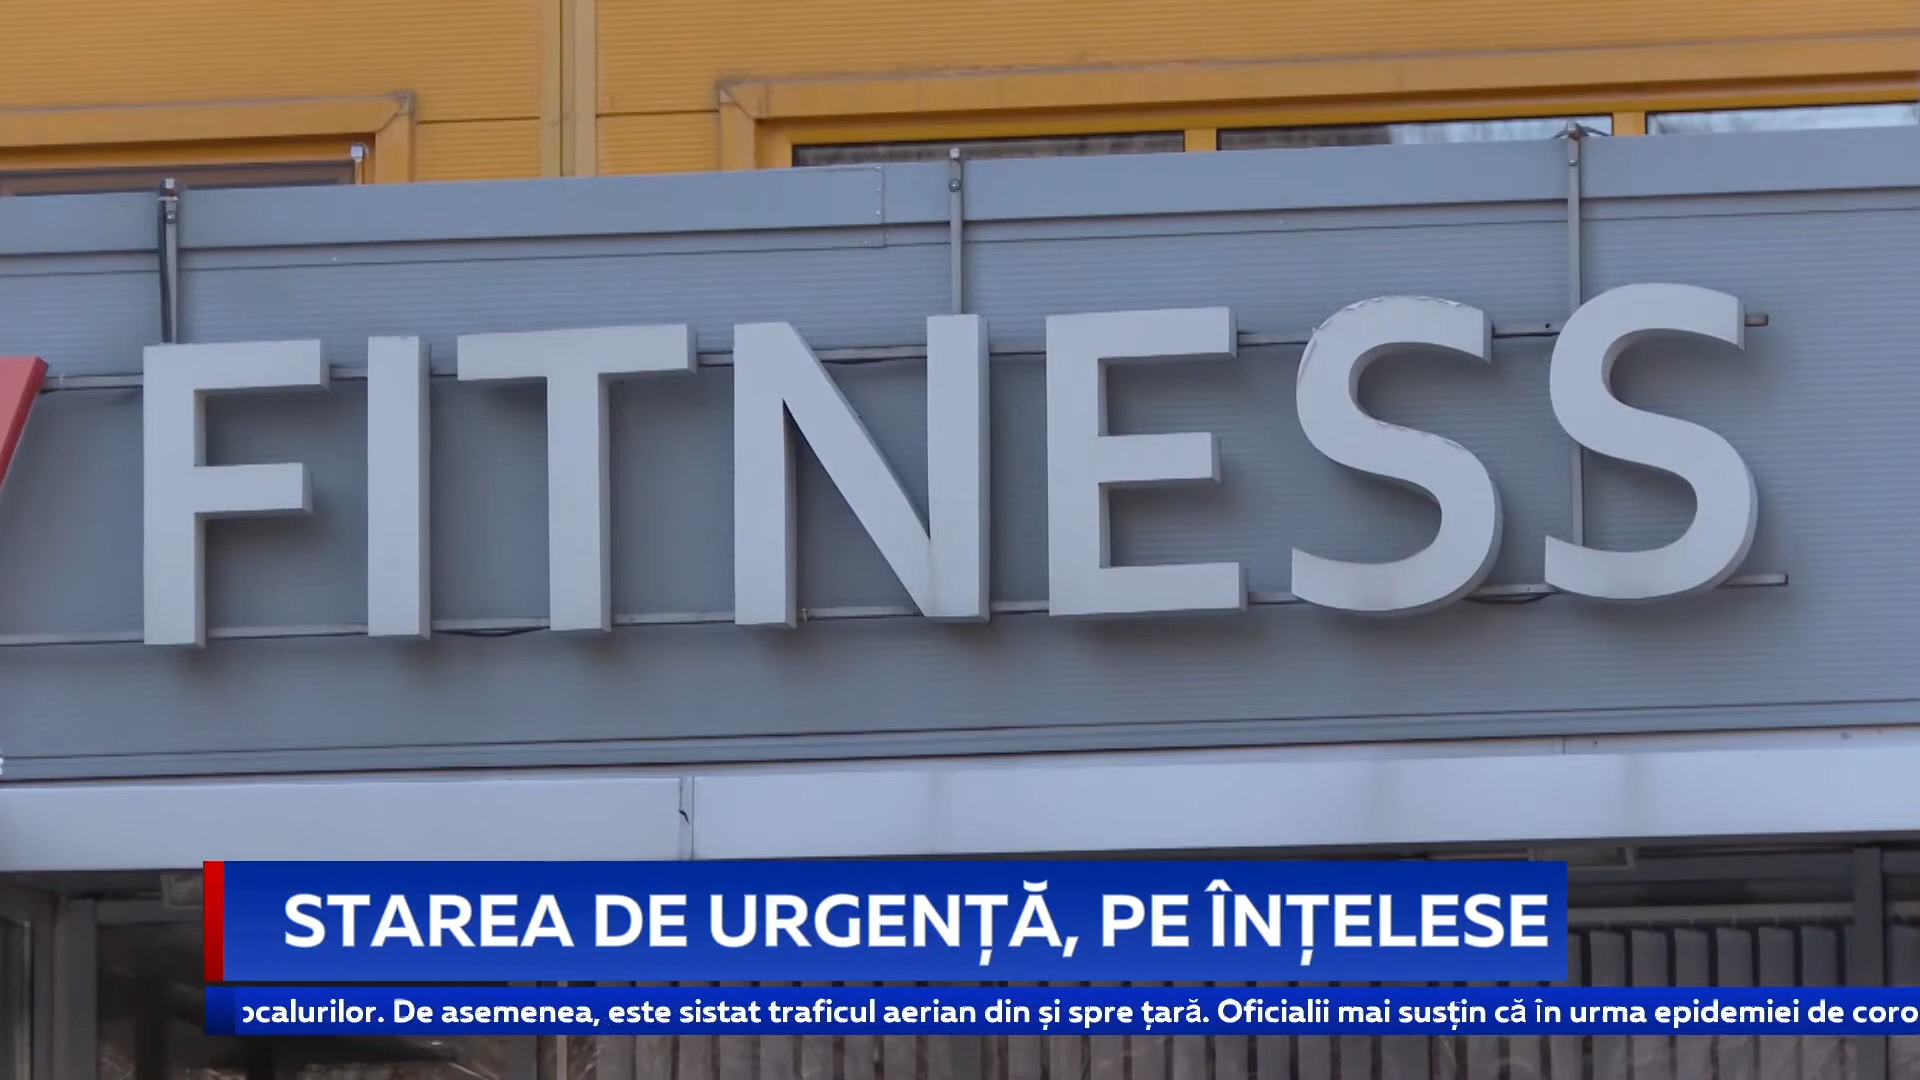 FITNESS
STAREA DE URGENȚĂ, PE ÎNȚELESE
De asemenea, este sistat traficul aerian din și spre țară. Oficialii mai susțin că în urma epidemiei de